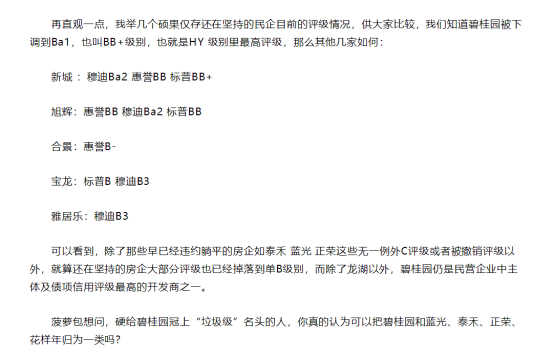 再直观一点，我举几个硕果仅存还在坚持的民企目前的评级情况，供大家比较，我们知道碧桂园被下
调到Ba1，也叫BB+级别，也就是HY 级别里最高评级，那么其他几家如何：
新城 ：穆迪Ba2 惠誉BB 标普BB+
旭辉：惠誉BB 穆迪Ba2 标普BB
合景：惠誉B-
宝龙：标普B 穆迪B3
雅居乐：穆迪B3
可以看到，除了那些早已经违约躺平的房企如泰禾 蓝光 正荣这些无一例外C评级或者被撤销评级以
外，就算还在坚持的房企大部分评级也已经掉落到单B级别，而除了龙湖以外，碧桂园仍是民营企业中主
体及债项信用评级最高的开发商之一。
菠萝包想问，硬给碧桂园冠上“垃圾级”名头的人，你真的认为可以把碧桂园和蓝光、泰禾、正荣、
花样年归为一类吗？